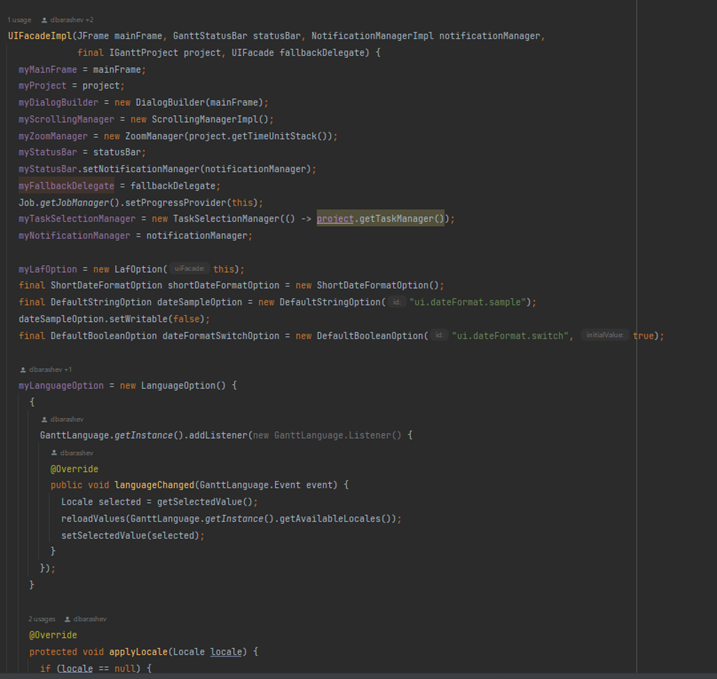 1 usage dbarashev +2
UIFacadeImpl(JFrame mainFrame, GanttStatusBar statusBar, NotificationManagerImpl notificationManager,
final IGanttProject project, UIFacade fallbackDelegate) {
myMainFrame = mainFrame;
myProject = project;
myDialogBuilder = new DialogBuilder(mainFrame);
myScrollingManager = new ScrollingManagerImpl();
myZoomManager = new ZoomManager(project.getTimeUnitStack());
myStatusBar = statusBar;
myStatusBar.setNotificationManager(notificationManager);
myFallbackDelegate = fallbackDelegate;
Job.getJobManager().setProgressProvider(this);
myTaskSelectionManager = new TaskSelectionManager(() -> project.getTaskManager());
myNotificationManager = notificationManager;
myLafOption = new LafOption( uiFacade: this);
final ShortDateFormatOption shortDateFormatOption = new ShortDateFormatOption();
final DefaultStringOption dateSampleOption = new DefaultStringOption( id: "ui.dateFormat.sample");
dateSampleOption.setWritable(false);
final DefaultBooleanOption dateFormatSwitchOption = new DefaultBooleanOption( id: "ui.dateFormat.switch", initialValue: true);
dbarashev +1
myLanguageOption = new LanguageOption() {
{
dbarashev
GanttLanguage.getInstance().addListener(new GanttLanguage.Listener() {
dbarashev
@Override
public void languageChanged(GanttLanguage.Event event) {
Locale selected = getSelectedValue();
reloadValues(GanttLanguage.getInstance().getAvailableLocales());
setSelectedValue(selected);
}
});
}
2 usages dbarashev
@Override
protected void applyLocale(Locale locale) {
if (locale == null) {